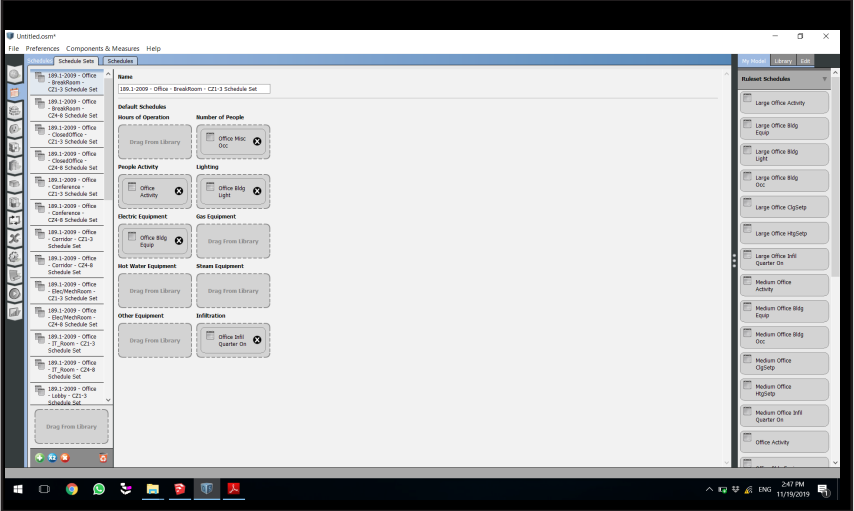 Untitled.osm*
File Preferences Components & Measures Help
Schedules Schedule Sets Schedules
My Model Library Edit
189.1-2009 - Office
- BreakRoom -
CZ1-3 Schedule Set
189.1-2009 - Office
- BreakRoom -
CZ4-8 Schedule Set
189.1-2009 - Office
- ClosedOffice -
CZ1-3 Schedule Set
189.1-2009 - Office
- ClosedOffice -
CZ4-8 Schedule Set
189.1-2009 - Office
- Conference -
CZ1-3 Schedule Set
189.1-2009 - Office
- Conference -
CZ4-8 Schedule Set
189.1-2009 - Office
- Corridor - CZ1-3
Schedule Set
189.1-2009 - Office
- Corridor - CZ4-8
Schedule Set
189.1-2009 - Office
- Elec/MechRoom -
CZ1-3 Schedule Set
189.1-2009 - Office
- Elec/MechRoom -
CZ4-8 Schedule Set
189.1-2009 - Office
- IT_Room - CZ1-3
Schedule Set
189.1-2009 - Office
- IT_Room - CZ4-8
Schedule Set
189.1-2009 - Office
- Lobby - CZ1-3
Schedule Set
Drag From Library
Name
189.1-2009 - Office - BreakRoom - CZ1-3 Schedule Set
Default Schedules
Hours of Operation Number of People
Drag From Library
Office Misc
Occ
People Activity Lighting
Office
Activity
Office Bldg
Light
Electric Equipment Gas Equipment
Office Bldg
Equip
Drag From Library
Hot Water Equipment Steam Equipment
Drag From Library Drag From Library
Other Equipment Infiltration
Drag From Library
Office Infil
Quarter On
Ruleset Schedules
Large Office Activity
Large Office Bldg
Equip
Large Office Bldg
Light
Large Office Bldg
Occ
Large Office ClgSetp
Large Office HtgSetp
Large Office Infil
Quarter On
Medium Office
Activity
Medium Office Bldg
Equip
Medium Office Bldg
Occ
Medium Office
ClgSetp
Medium Office
HtgSetp
Medium Office Infil
Quarter On
Office Activity
ENG
2:47 PM
11/19/2019